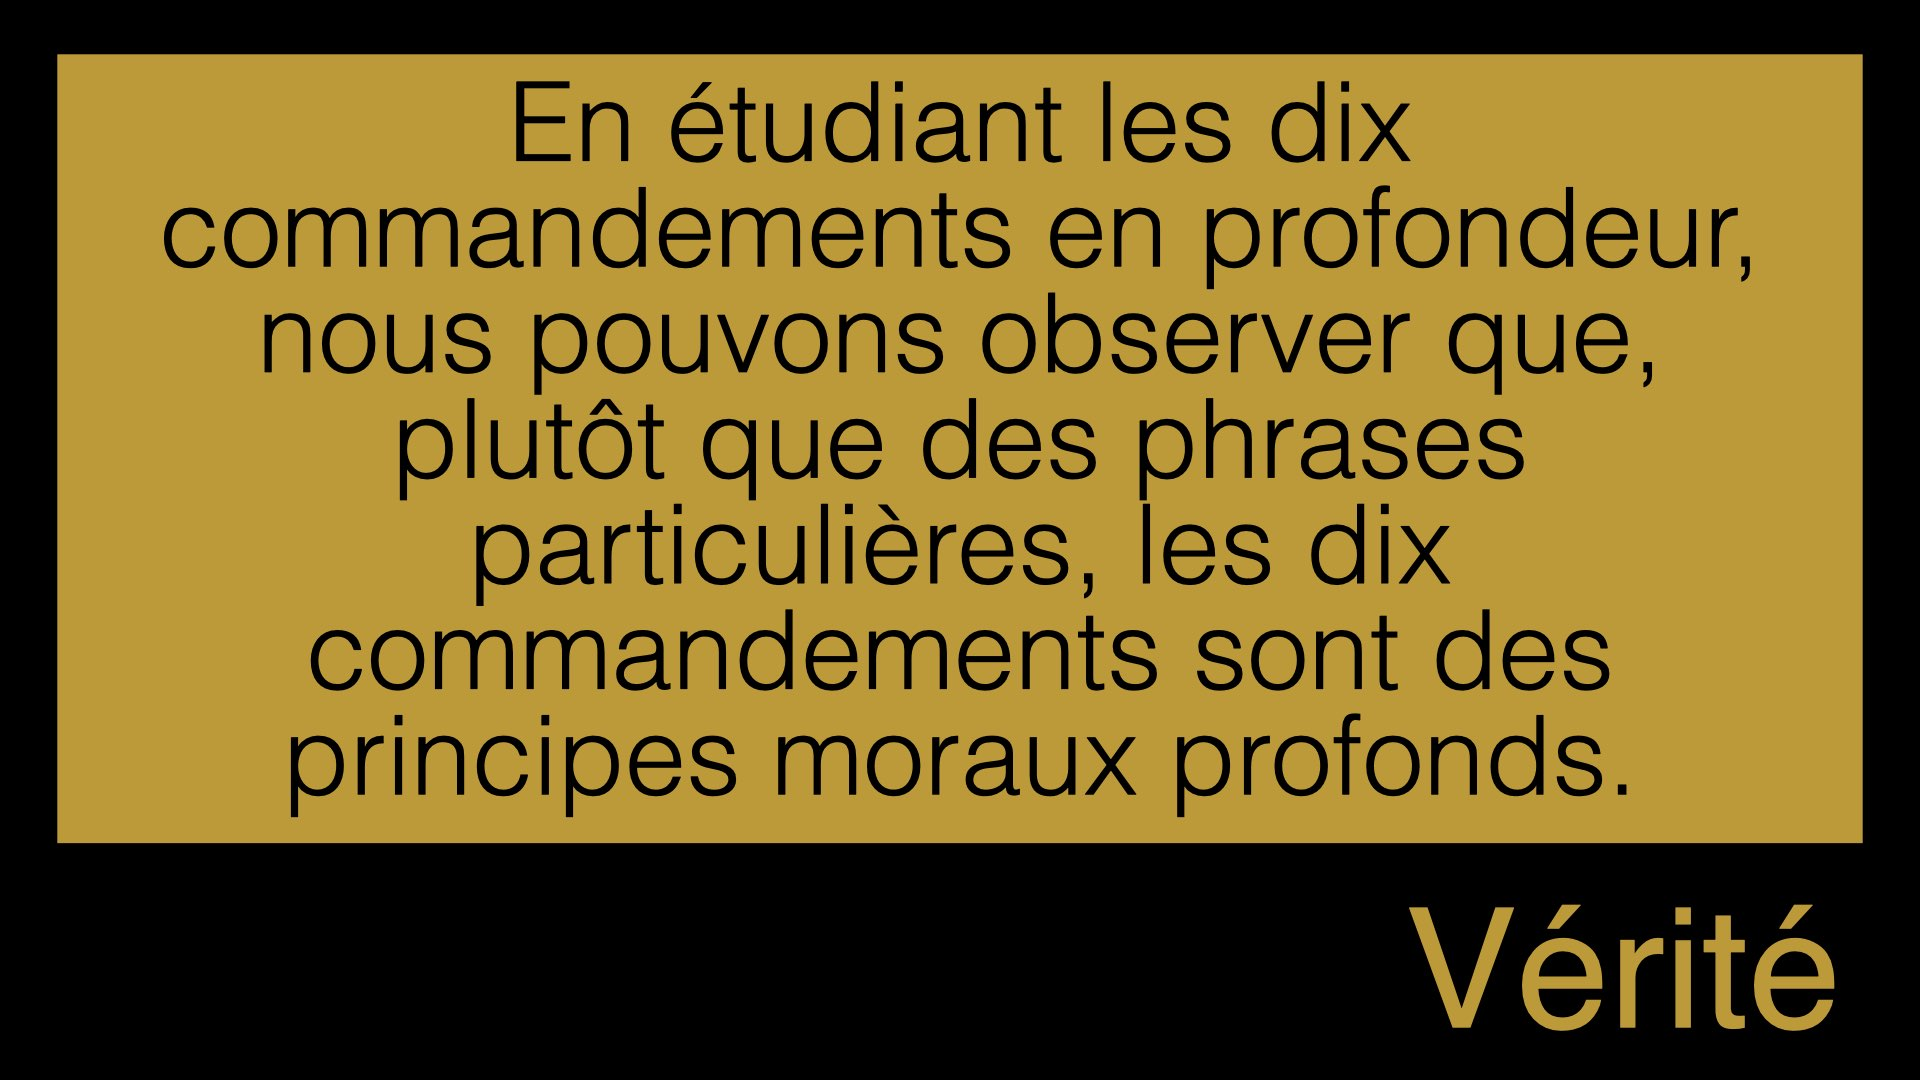 En étudiant les dix
commandements en profondeur,
nous pouvons observer que,
plutôt que des phrases
particulières, les dix
commandements sont des
principes moraux profonds.
Vérité